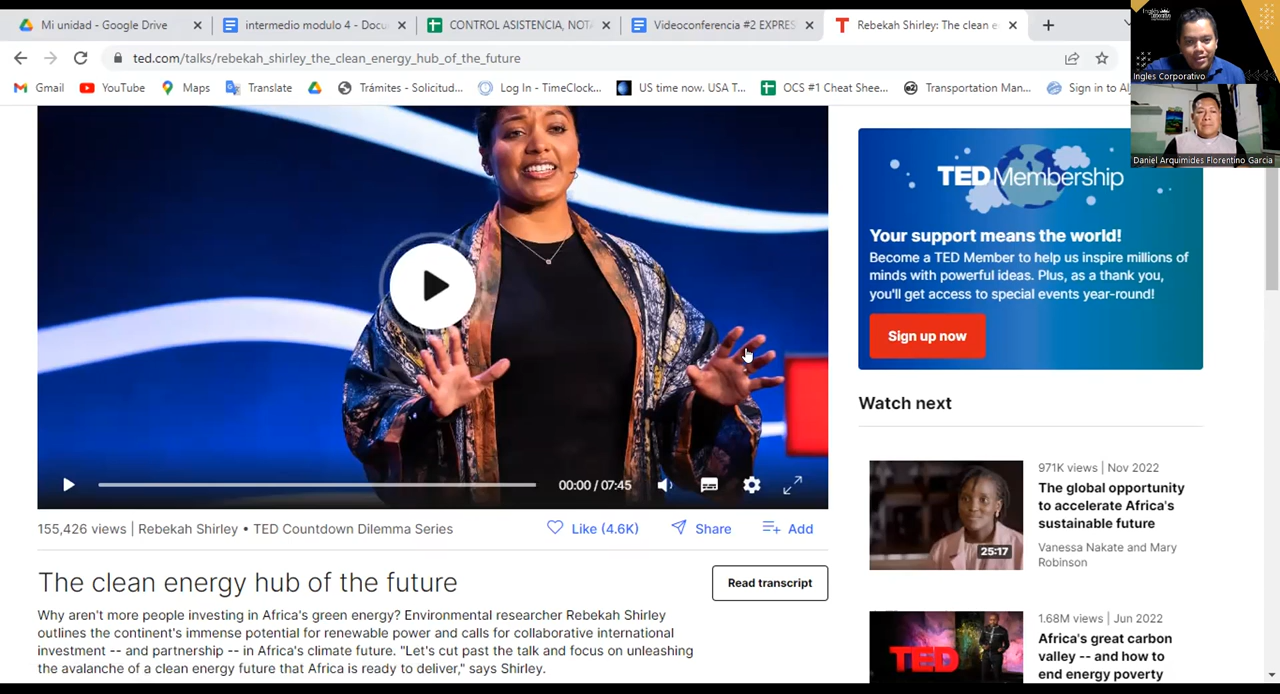 Mi unidad - Google Drive
intermedio modulo 4 - Docu
CONTROL ASISTENCIA, NOTA
Videoconferencia #2 EXPRES
Rebekah Shirley: The clean e
ted.com/talks/rebekah_shirley_the_clean_energy_hub_of_the_future
Gmail
YouTube
Maps
Translate
Trámites - Solicitud...
Log In - TimeClock...
US time now. USA T...
OCS #1 Cheat Shee...
Transportation Man...
Sign in to Al
Ingles Corporativo
Daniel Arquimides Florentino Garcia
TED Membership
Your support means the world!
Become a TED Member to help us inspire millions of
minds with powerful ideas. Plus, as a thank you,
you'll get access to special events year-round!
Sign up now
00:00 / 07:45
155,426 views | Rebekah Shirley • TED Countdown Dilemma Series
Like (4.6K)
Share
Add
The clean energy hub of the future
Read transcript
Why aren't more people investing in Africa's green energy? Environmental researcher Rebekah Shirley
outlines the continent's immense potential for renewable power and calls for collaborative international
investment -- and partnership -- in Africa's climate future. "Let's cut past the talk and focus on unleashing
the avalanche of a clean energy future that Africa is ready to deliver," says Shirley.
Watch next
971K views | Nov 2022
The global opportunity
to accelerate Africa's
sustainable future
25:17
Vanessa Nakate and Mary
Robinson
1.68M views | Jun 2022
Africa's great carbon
valley -- and how to
end energy poverty
TED